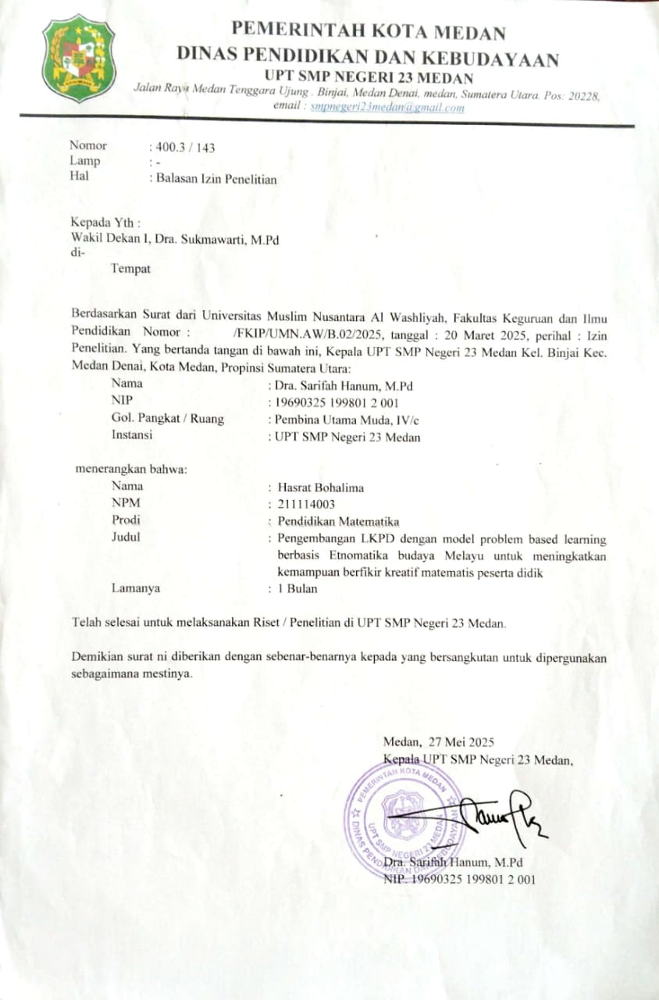 PEMERINTAH KOTA MEDAN
DINAS PENDIDIKAN DAN KEBUDAYAAN
UPT SMP NEGERI 23 MEDAN
Jalan Raya Medan Tenggara Ujung . Binjai, Medan Denai, medan, Sumatera Utara. Pos: 20228,
email : smpnegeri23medan@gmail.com
Nomor : 400.3 / 143
Lamp : -
Hal : Balasan Izin Penelitian
Kepada Yth :
Wakil Dekan I, Dra. Sukmawarti, M.Pd
di-
Tempat
Berdasarkan Surat dari Universitas Muslim Nusantara Al Washliyah, Fakultas Keguruan dan Ilmu
Pendidikan Nomor : /FKIP/UMN.AW/B.02/2025, tanggal : 20 Maret 2025, perihal : Izin
Penelitian. Yang bertanda tangan di bawah ini, Kepala UPT SMP Negeri 23 Medan Kel. Binjai Kec.
Medan Denai, Kota Medan, Propinsi Sumatera Utara:
Nama : Dra. Sarifah Hanum, M.Pd
NIP : 19690325 199801 2 001
Gol. Pangkat / Ruang : Pembina Utama Muda, IV/c
Instansi : UPT SMP Negeri 23 Medan
menerangkan bahwa:
Nama : Hasrat Bohalima
NPM : 211114003
Prodi : Pendidikan Matematika
Judul : Pengembangan LKPD dengan model problem based learning
berbasis Etnomatika budaya Melayu untuk meningkatkan
kemampuan berfikir kreatif matematis peserta didik
Lamanya : 1 Bulan
Telah selesai untuk melaksanakan Riset / Penelitian di UPT SMP Negeri 23 Medan.
Demikian surat ni diberikan dengan sebenar-benarnya kepada yang bersangkutan untuk dipergunakan
sebagaimana mestinya.
Medan, 27 Mei 2025
Kepala UPT SMP Negeri 23 Medan,
PEMERINTAH KOTA MEDAN
UPT SMP NEGERI 23 MEDAN
DINAS PENDIDIKAN DAN KEBUDAYAAN
Dra. Sarifah Hanum, M.Pd
NIP. 19690325 199801 2 001